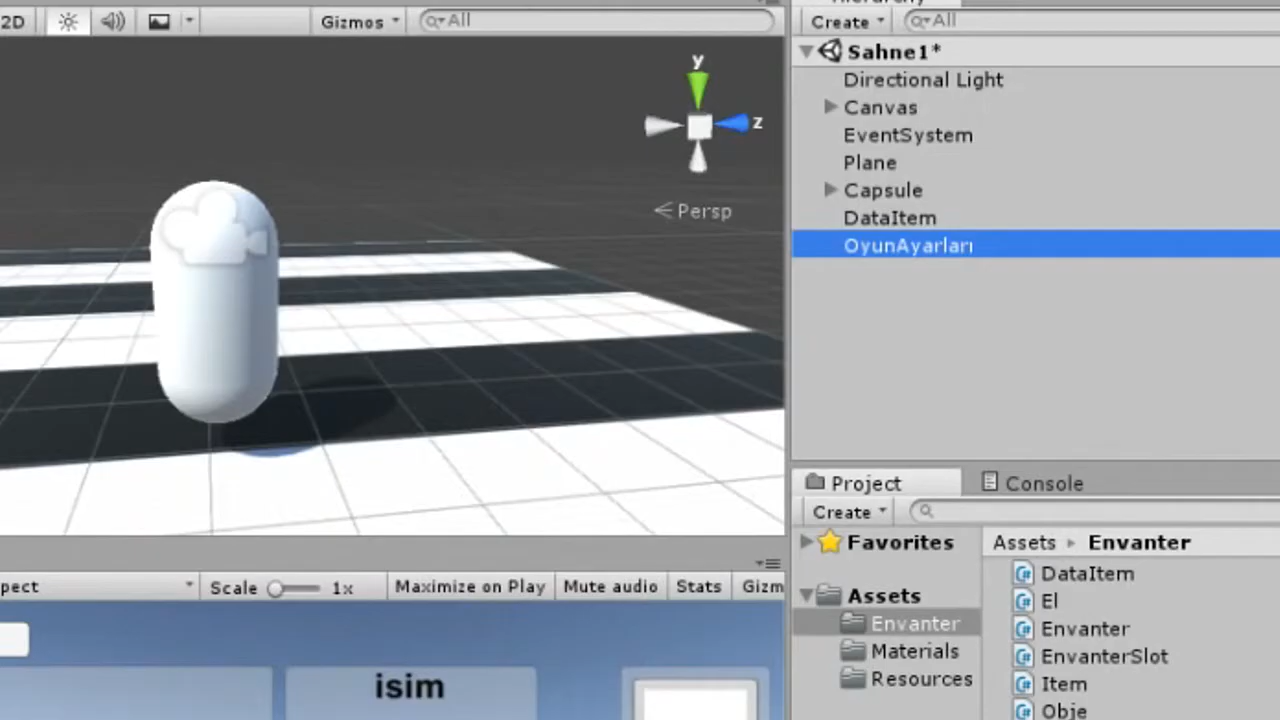 2D
Gizmos
All
y
z
Persp
Create
All
Sahne1*
Directional Light
Canvas
EventSystem
Plane
Capsule
DataItem
OyunAyarları
Project
Console
Create
Favorites
Assets
Envanter
Materials
Resources
Assets
Envanter
DataItem
El
Envanter
EnvanterSlot
Item
Obje
pect
Scale
1x
Maximize on Play
Mute audio
Stats
Gizm
isim